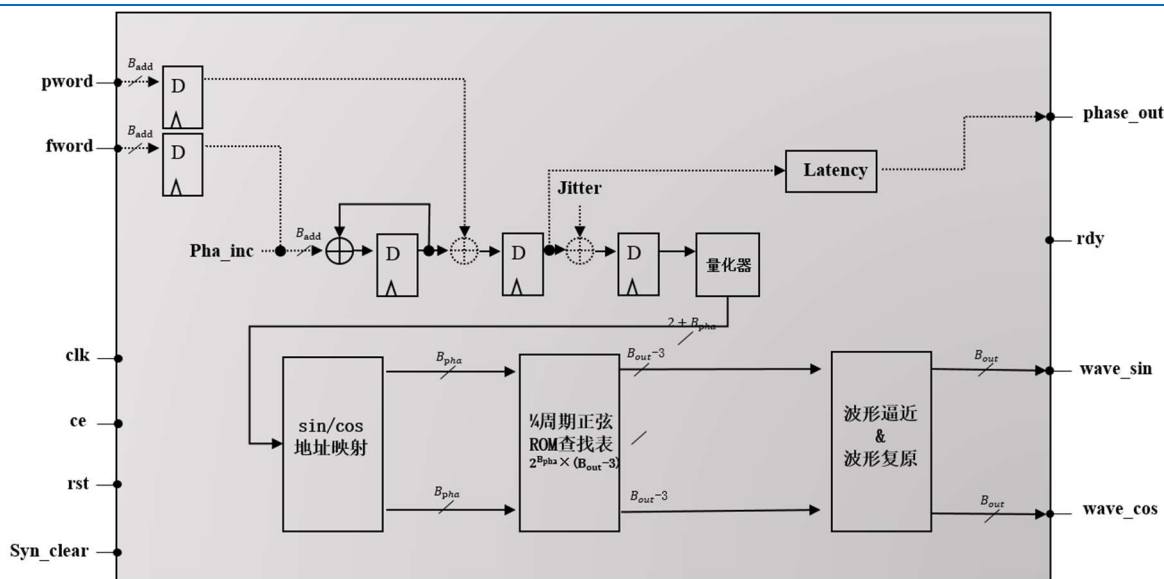 pword
B_add
D
fword
B_add
D
phase_out
Latency
Jitter
Pha_inc
B_add
D
D
D
量化器
rdy
2 + B_pha
clk
ce
rst
Syn_clear
sin/cos
地址映射
B_pha
B_pha
¼周期正弦
ROM查找表
2^B_pha×(B_out-3)
B_out-3
B_out-3
波形逼近
&
波形复原
B_out
B_out
wave_sin
wave_cos